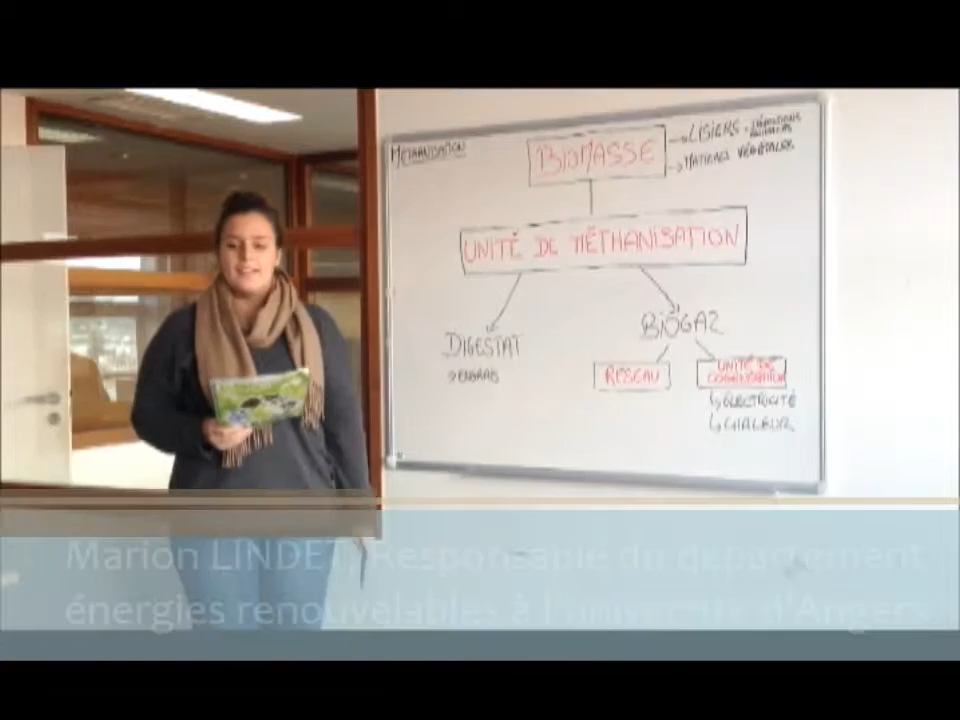 MÉTHANISATION
BIOMASSE
→ LISIERS
→ MATIÈRES VÉGÉTALES
UNITÉ DE MÉTHANISATION
DIGESTAT
→ ENGRAIS
BIOGAZ
RESEAU
UNITÉ DE
COGÉNÉRATION
↳ ÉLECTRICITÉ
↳ CHALEUR
Marion LINDET, Responsable du département
énergies renouvelables à l'université d'Angers